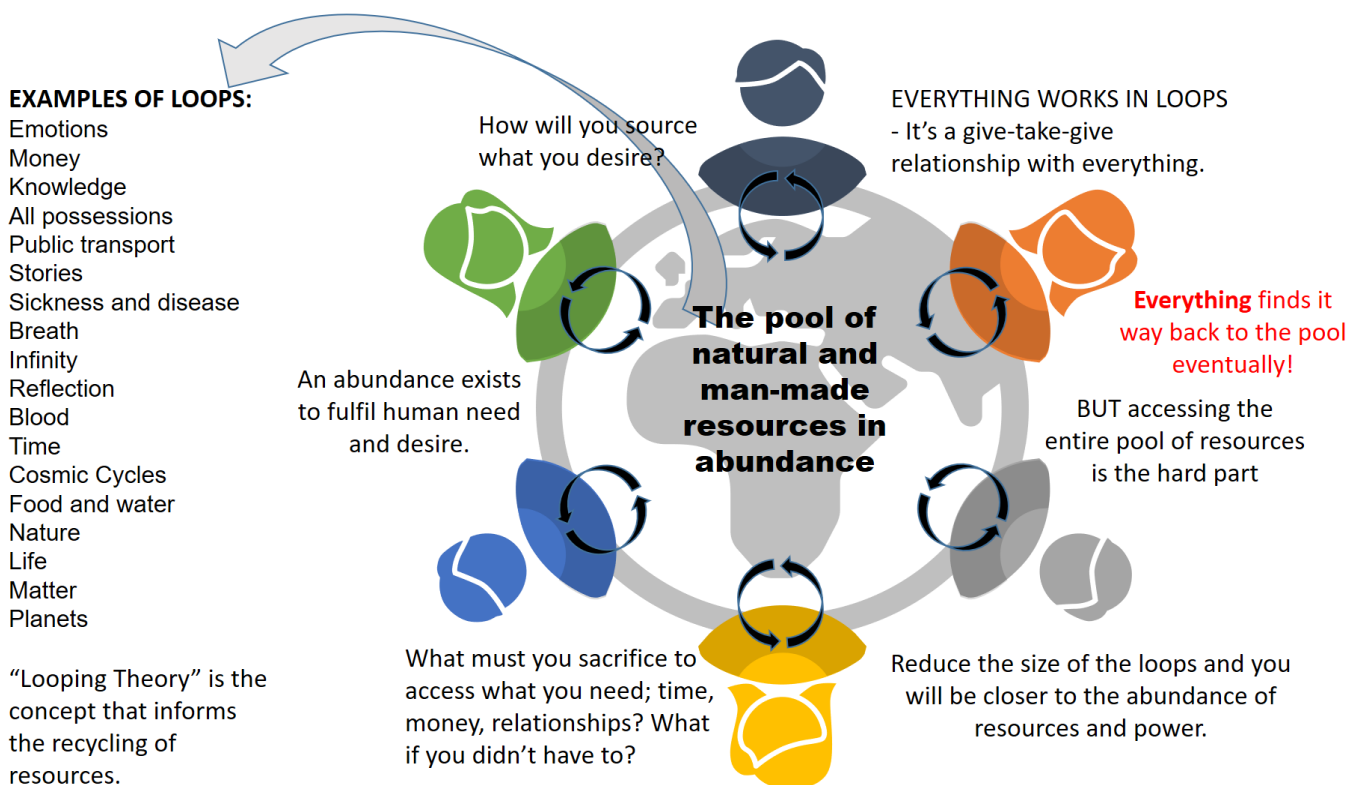 EXAMPLES OF LOOPS:
Emotions
Money
Knowledge
All possessions
Public transport
Stories
Sickness and disease
Breath
Infinity
Reflection
Blood
Time
Cosmic Cycles
Food and water
Nature
Life
Matter
Planets
“Looping Theory” is the
concept that informs
the recycling of
resources.
How will you source
what you desire?
EVERYTHING WORKS IN LOOPS
- It’s a give-take-give
relationship with everything.
Everything finds it
way back to the pool
eventually!
The pool of
natural and
man-made
resources in
abundance
An abundance exists
to fulfil human need
and desire.
BUT accessing the
entire pool of resources
is the hard part
What must you sacrifice to
access what you need; time,
money, relationships? What
if you didn’t have to?
Reduce the size of the loops and you
will be closer to the abundance of
resources and power.